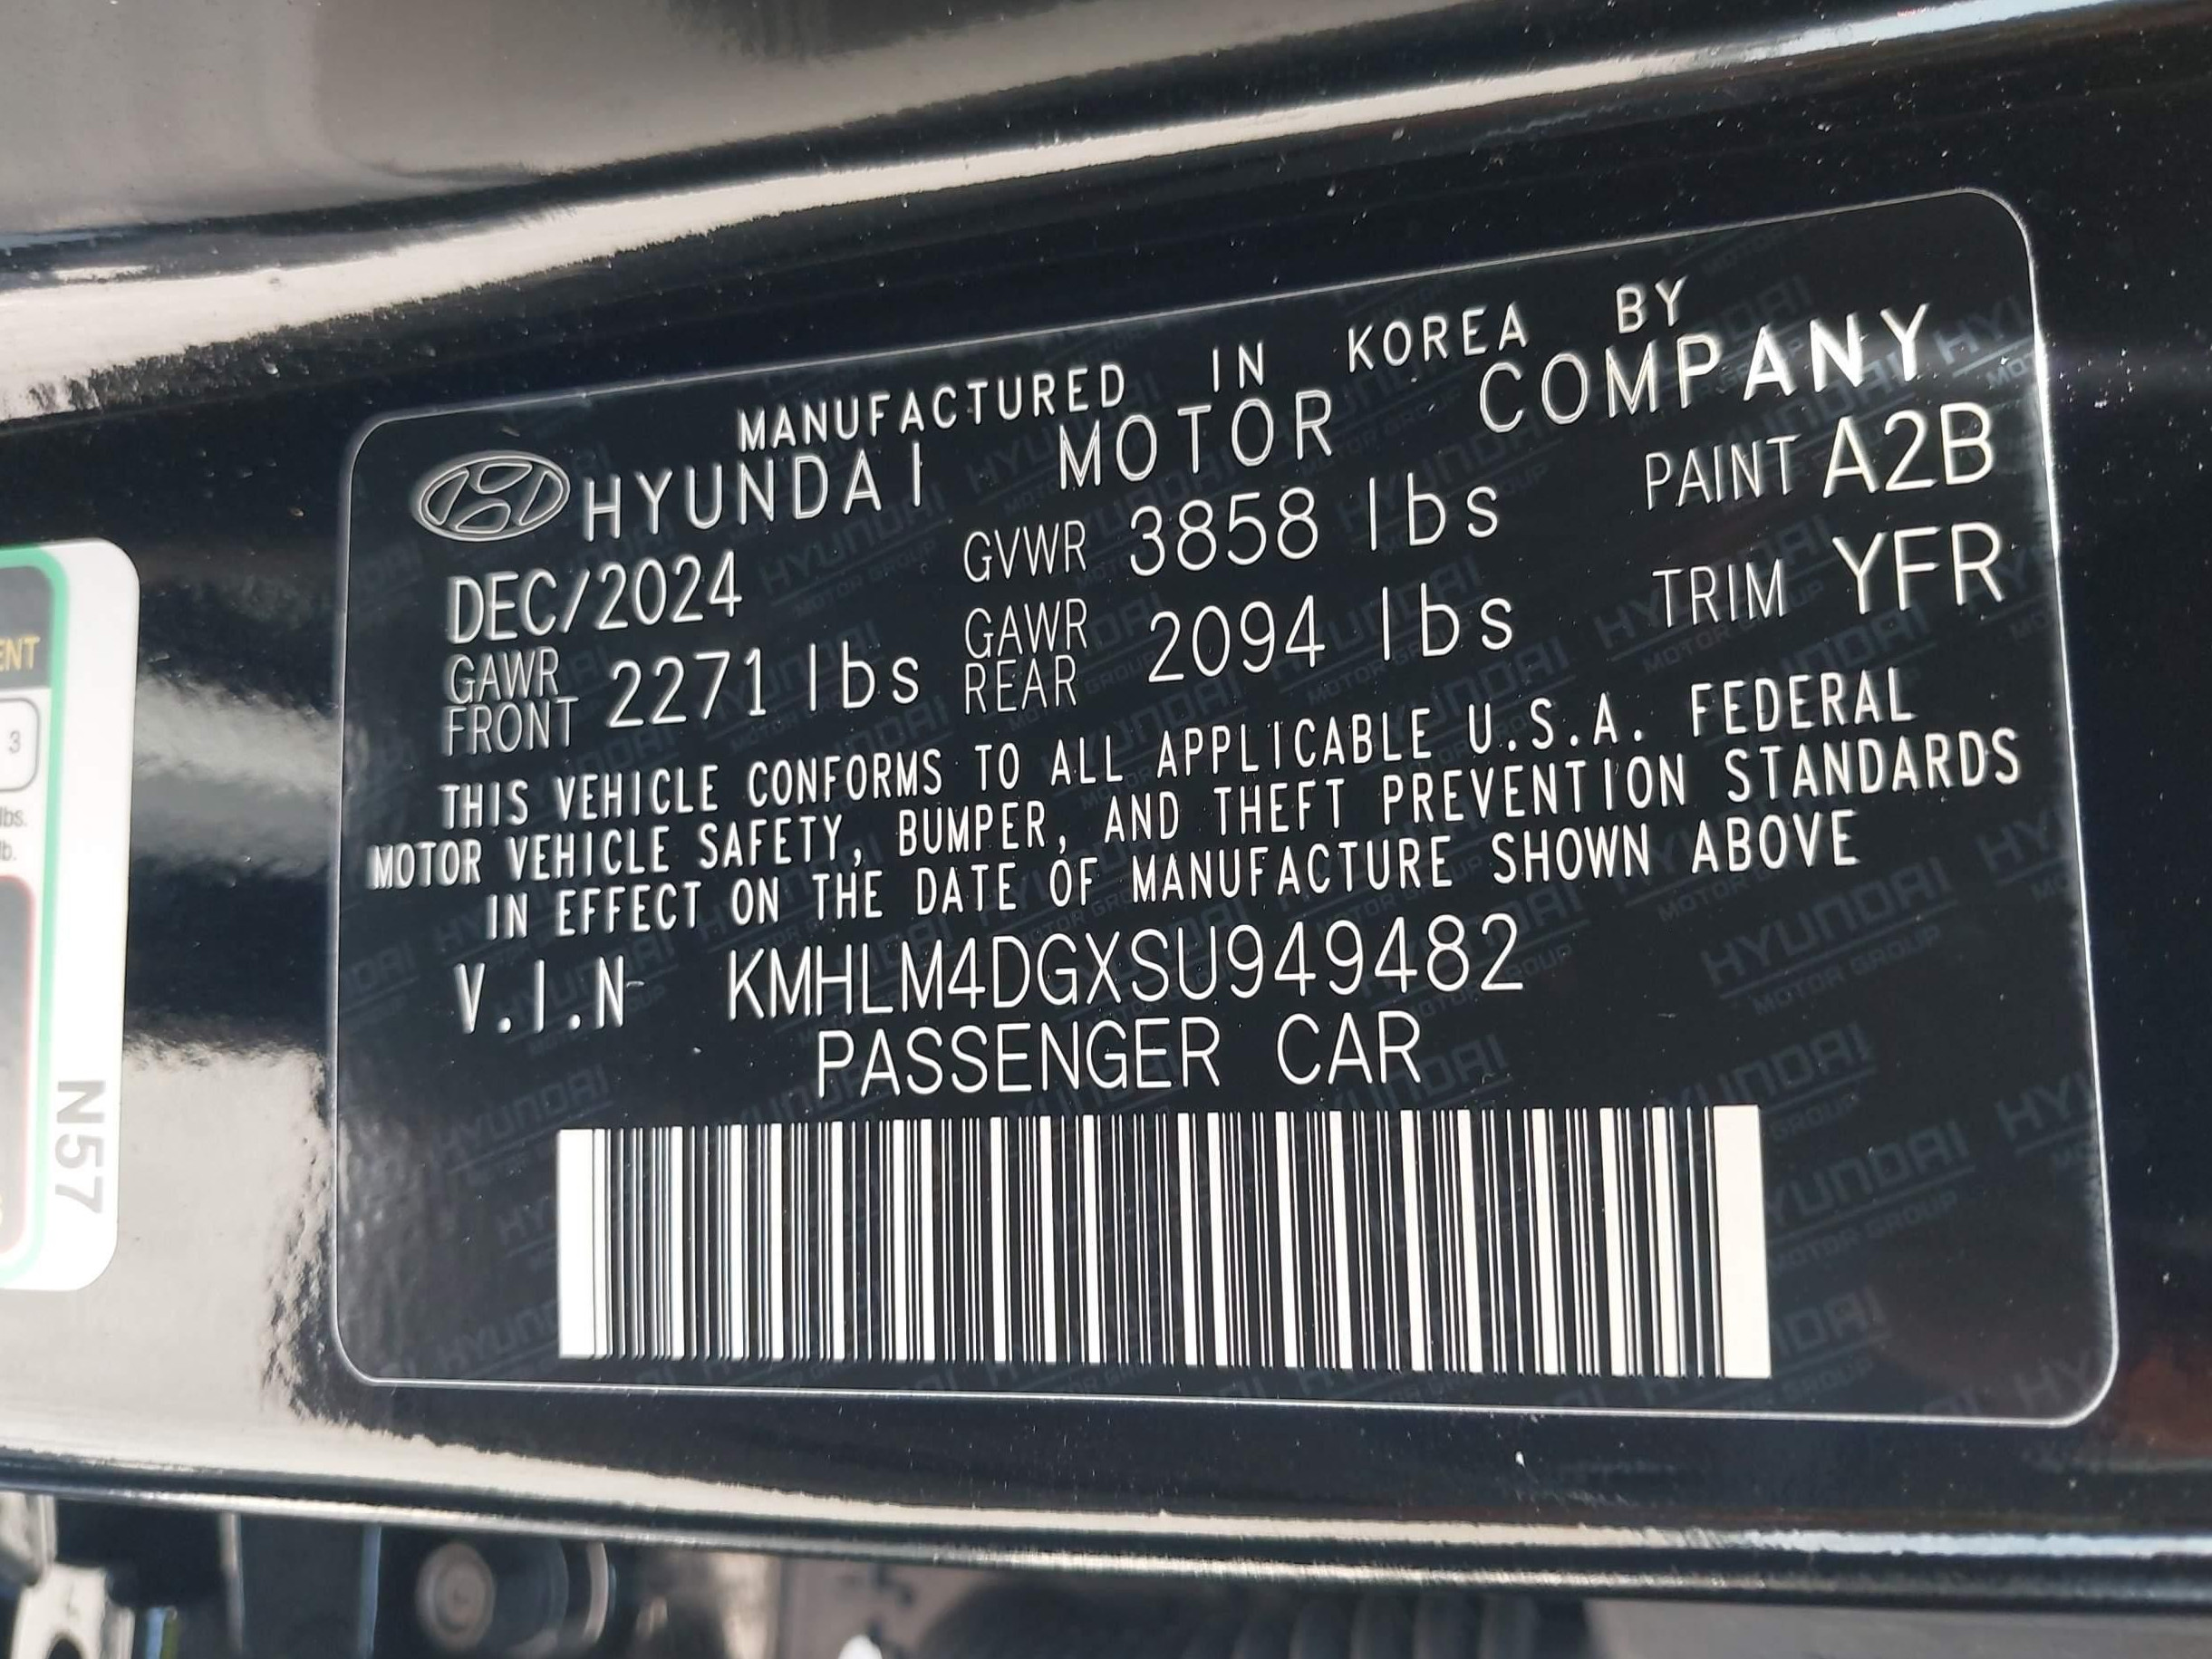 MANUFACTURED IN KOREA BY
HYUNDAI MOTOR COMPANY
DEC/2024 GVWR 3858 lbs PAINT A2B
GAWR FRONT 2271 lbs GAWR REAR 2094 lbs TRIM YFR
THIS VEHICLE CONFORMS TO ALL APPLICABLE U.S.A. FEDERAL
MOTOR VEHICLE SAFETY, BUMPER, AND THEFT PREVENTION STANDARDS
IN EFFECT ON THE DATE OF MANUFACTURE SHOWN ABOVE
V.I.N KMHLM4DGXSU949482
PASSENGER CAR
3
lbs.
N57